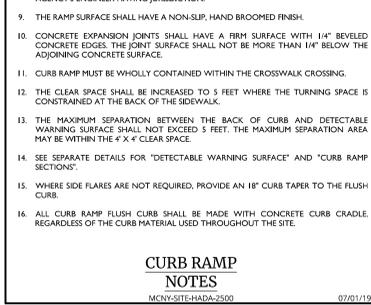 9. THE RAMP SURFACE SHALL HAVE A NON-SLIP, HAND BROOMED FINISH.
10. CONCRETE EXPANSION JOINTS SHALL HAVE A FIRM SURFACE WITH 1/4" BEVELED
CONCRETE EDGES. THE JOINT SURFACE SHALL NOT BE MORE THAN 1/4" BELOW THE
ADJOINING CONCRETE SURFACE.
11. CURB RAMP MUST BE WHOLLY CONTAINED WITHIN THE CROSSWALK CROSSING.
12. THE CLEAR SPACE SHALL BE INCREASED TO 5 FEET WHERE THE TURNING SPACE IS
CONSTRAINED AT THE BACK OF THE SIDEWALK.
13. THE MAXIMUM SEPARATION BETWEEN THE BACK OF CURB AND DETECTABLE
WARNING SURFACE SHALL NOT EXCEED 5 FEET. THE MAXIMUM SEPARATION AREA
MAY BE WITHIN THE 4' X 4' CLEAR SPACE.
14. SEE SEPARATE DETAILS FOR "DETECTABLE WARNING SURFACE" AND "CURB RAMP
SECTIONS".
15. WHERE SIDE FLARES ARE NOT REQUIRED, PROVIDE AN 18" CURB TAPER TO THE FLUSH
CURB.
16. ALL CURB RAMP FLUSH CURB SHALL BE MADE WITH CONCRETE CURB CRADLE,
REGARDLESS OF THE CURB MATERIAL USED THROUGHOUT THE SITE.
CURB RAMP
NOTES
MCNY-SITE-HADA-2500 07/01/19